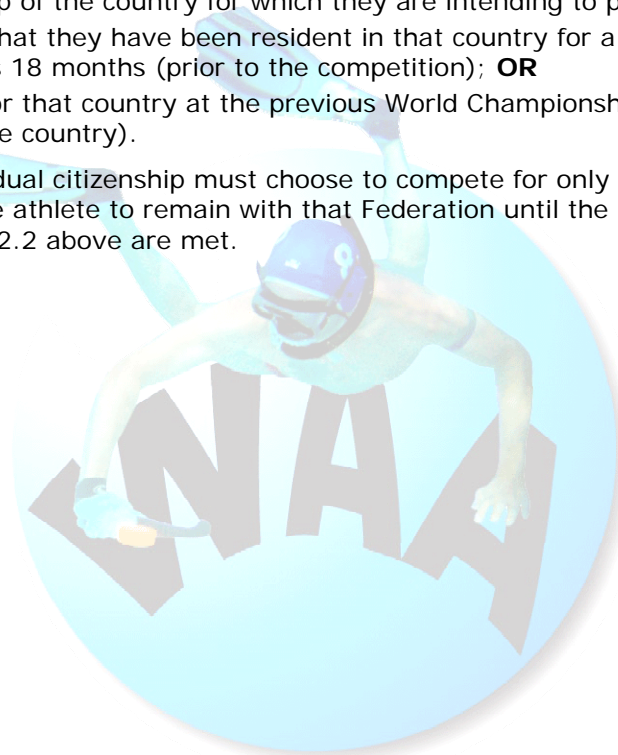 of the country for which they are intending to
hat they have been resident in that country for a
s 18 months (prior to the competition); OR
or that country at the previous World Championsh
e country).
dual citizenship must choose to compete for only
e athlete to remain with that Federation until the
2.2 above are met.
8
WAA